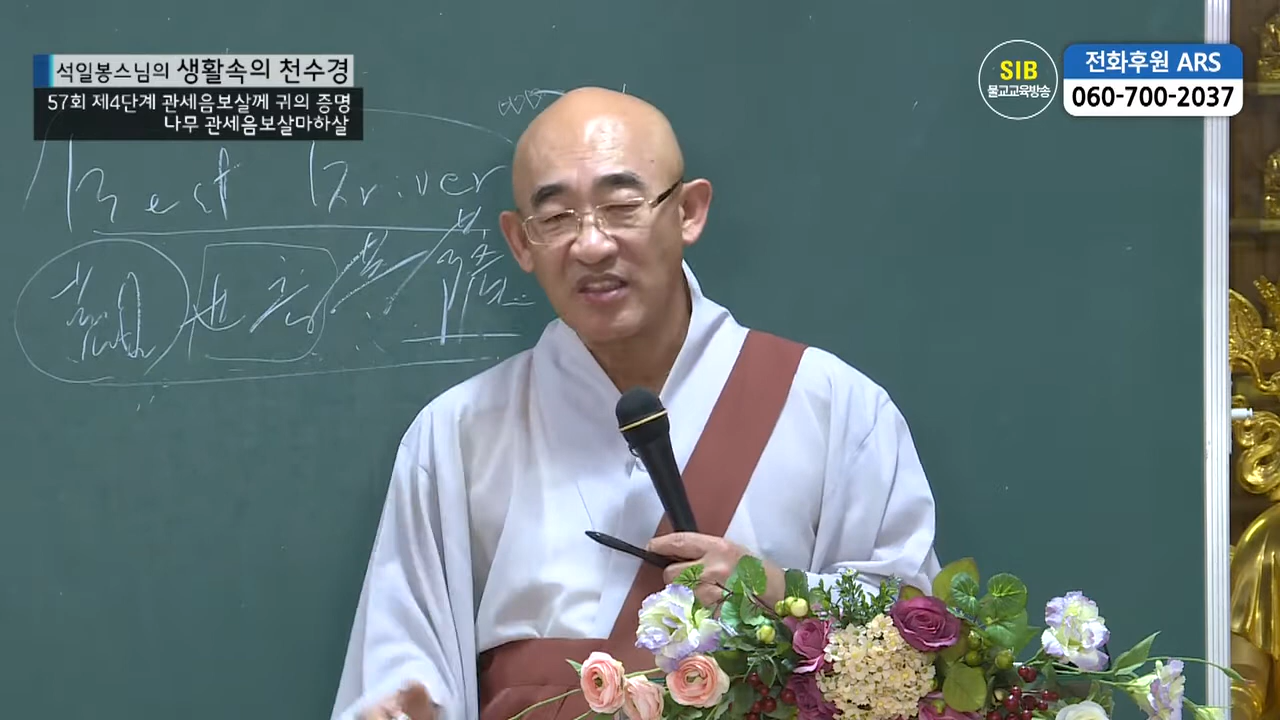 석일봉스님의 생활속의 천수경
57회 제4단계 관세음보살께 귀의 증명
나무 관세음보살마하살
SIB
불교교육방송
전화후원 ARS
060-700-2037
Best Driver